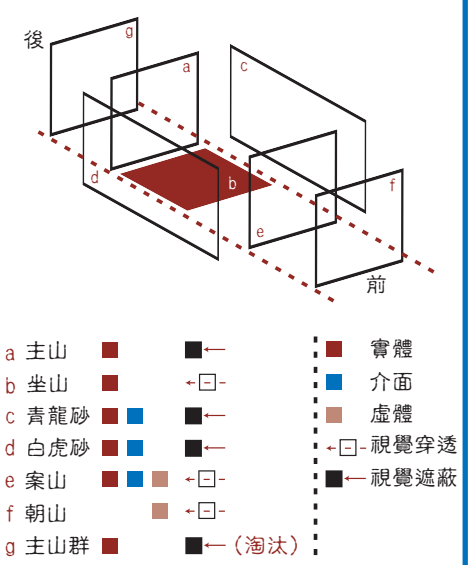 後
g
a
c
d
b
f
e
前
a 主山
b 坐山
c 青龍砂
d 白虎砂
e 案山
f 朝山
g 主山群 (淘汰)
實體
介面
虛體
視覺穿透
視覺遮蔽